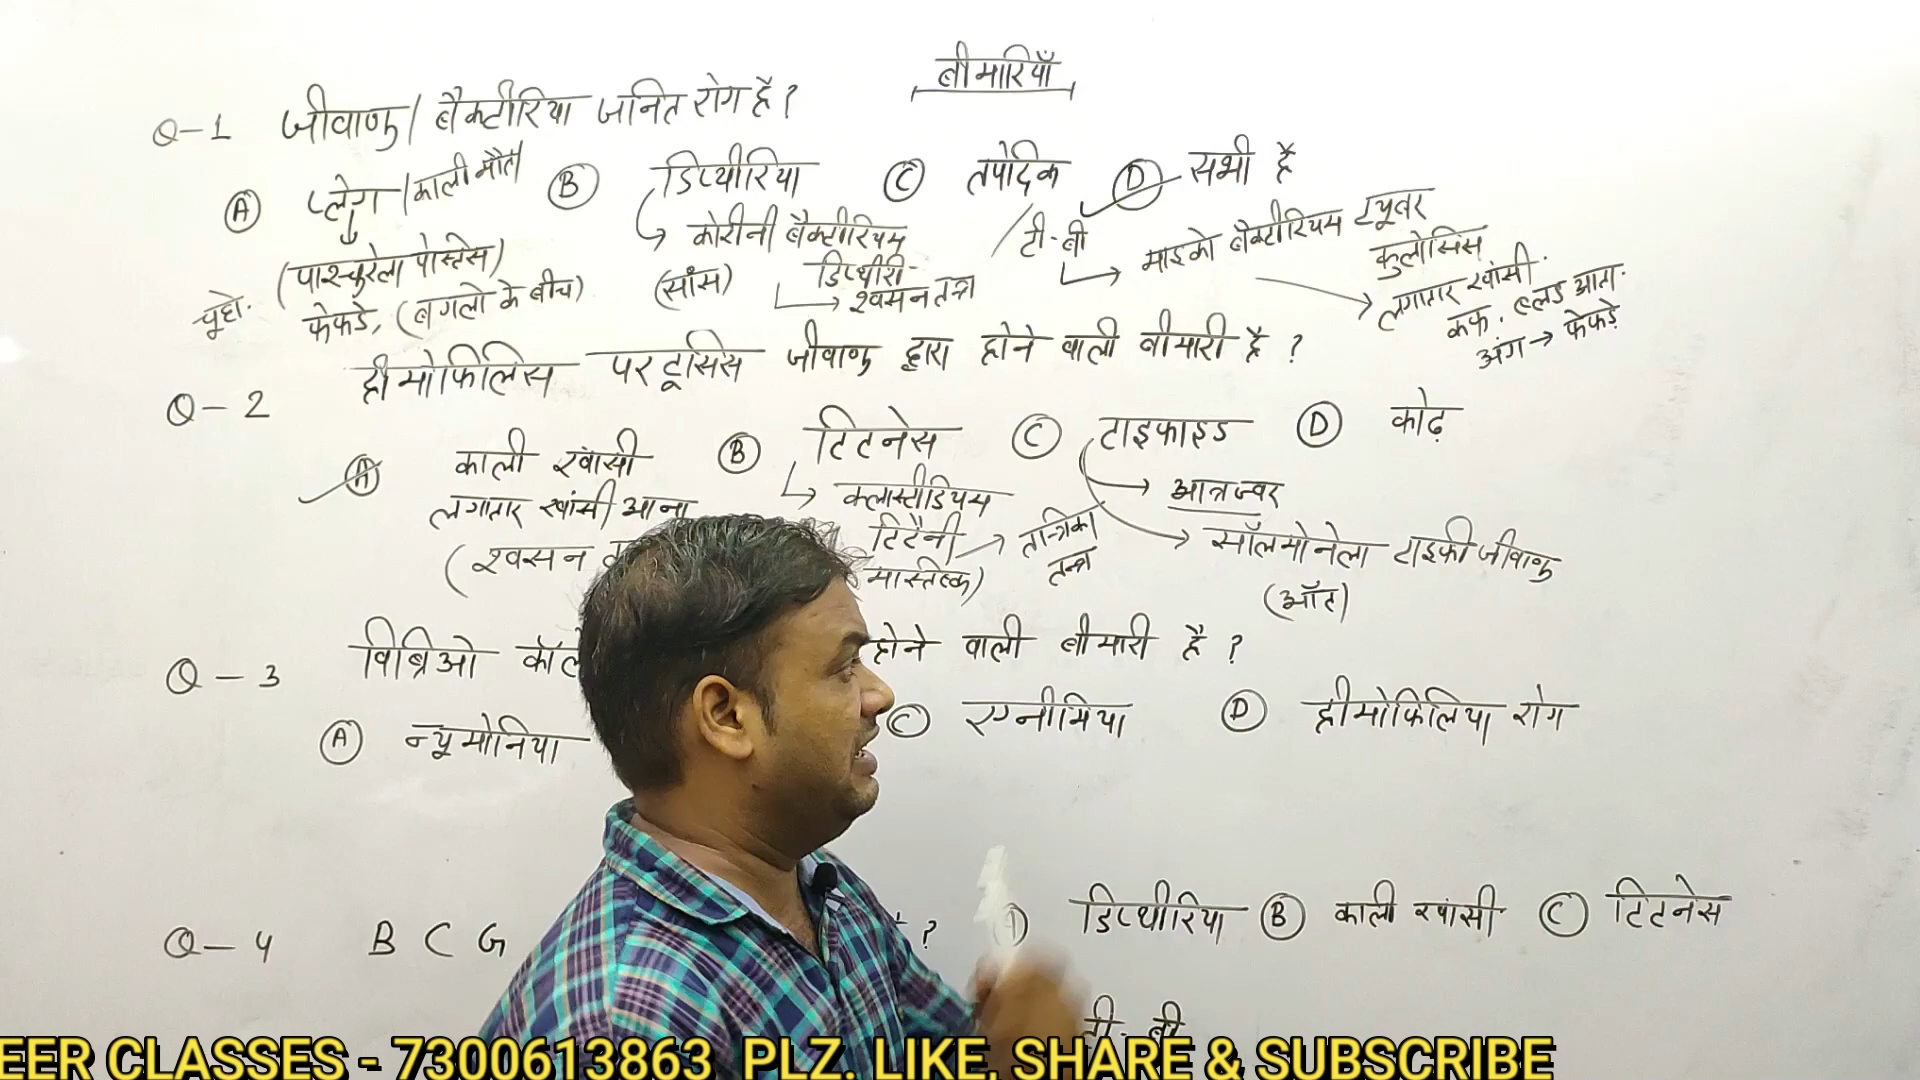 बीमारियाँ
Q-1 जीवाणु/बैक्टीरिया जनित रोग है?
A प्लेग/काली मौत B डिप्थीरिया C तपेदिक D सभी है
(पाश्चुरेला पोस्टेस)
चूहे. फेफडे, (बगलो के बीच)
कोरीनी बैक्टीरियम
डिप्थीरी
(सांस) श्वसन तन्त्र
टी-बी माइको बैक्टीरियम ट्यूबर
कुलोसिस
लगातार खांसी.
कफ. ब्लड आता.
अंग → फेफड़े
Q-2 हीमोफिलिस परटूसिस जीवाणु द्वारा होने वाली बीमारी है?
A काली खांसी B टिटनेस C टाइफाइड D कोढ़
लगातार खांसी आना
(श्वसन
क्लास्टीडियम
टिटैनी
मास्तिष्क) → तान्त्रिका
तन्त्र
आन्त्रज्वर
सॉलमोनेला टाइफी जीवाणु
(ऑंत)
Q-3 विब्रिओ होने वाली बीमारी है?
A न्यूमोनिया C एनीमिया D हीमोफिलिया रोग
Q-4 B C G ? A डिप्थीरिया B काली खांसी C टिटनेस
टी-बी
EER CLASSES - 7300613863 PLZ. LIKE, SHARE & SUBSCRIBE